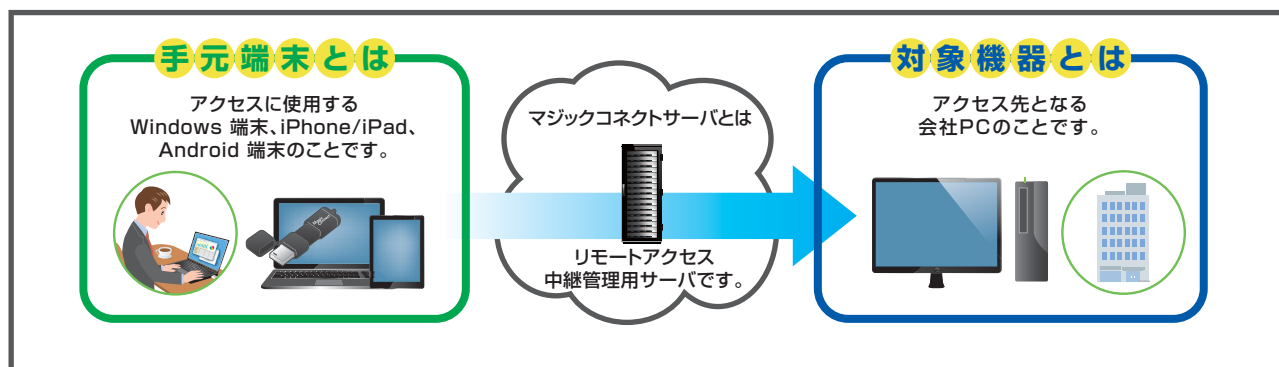 手元端末とは
アクセスに使用する
Windows 端末、iPhone/iPad、
Android 端末のことです。
マジックコネクトサーバとは
リモートアクセス
中継管理用サーバです。
対象機器とは
アクセス先となる
会社PCのことです。